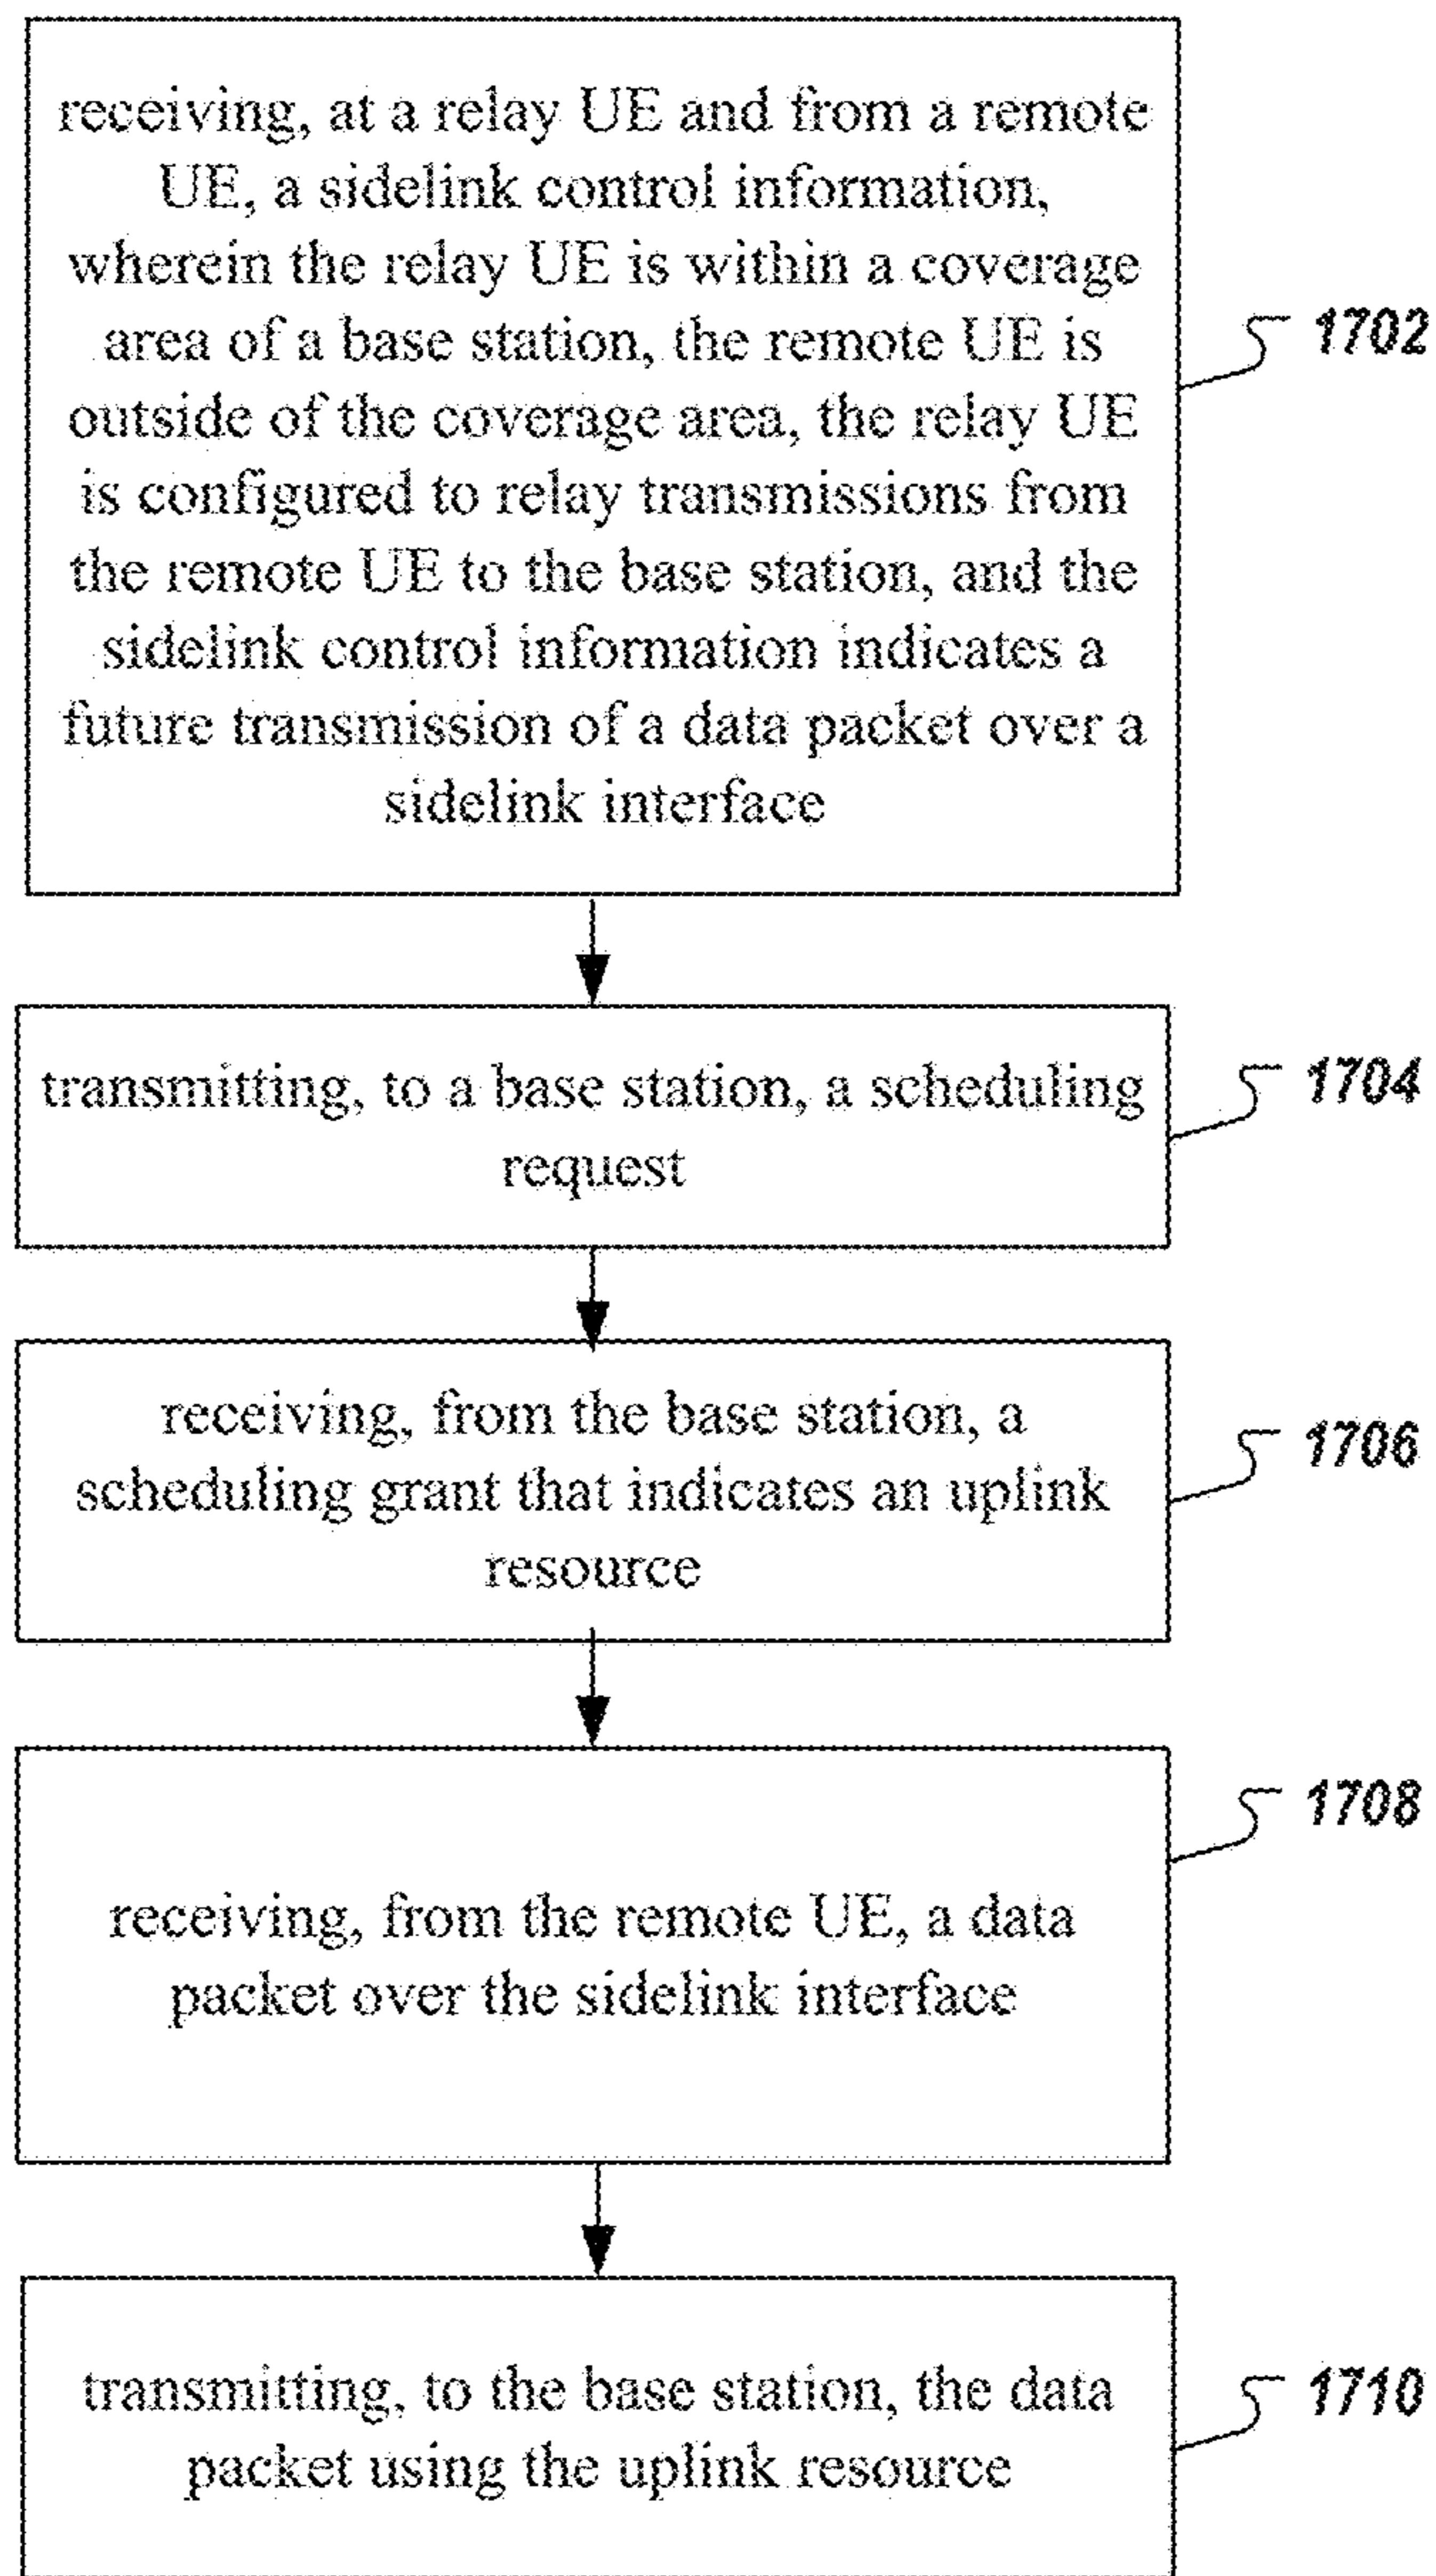 receiving, at a relay UE and from a remote
UE, a sidelink control information,
wherein the relay UE is within a coverage
area of a base station, the remote UE is
outside of the coverage area, the relay UE
is configured to relay transmissions from
the remote UE to the base station, and the
sidelink control information indicates a
future transmission of a data packet over a
sidelink interface
1702
transmitting, to a base station, a scheduling
request
1704
receiving, from the base station, a
scheduling grant that indicates an uplink
resource
1706
receiving, from the remote UE, a data
packet over the sidelink interface
1708
transmitting, to the base station, the data
packet using the uplink resource
1710